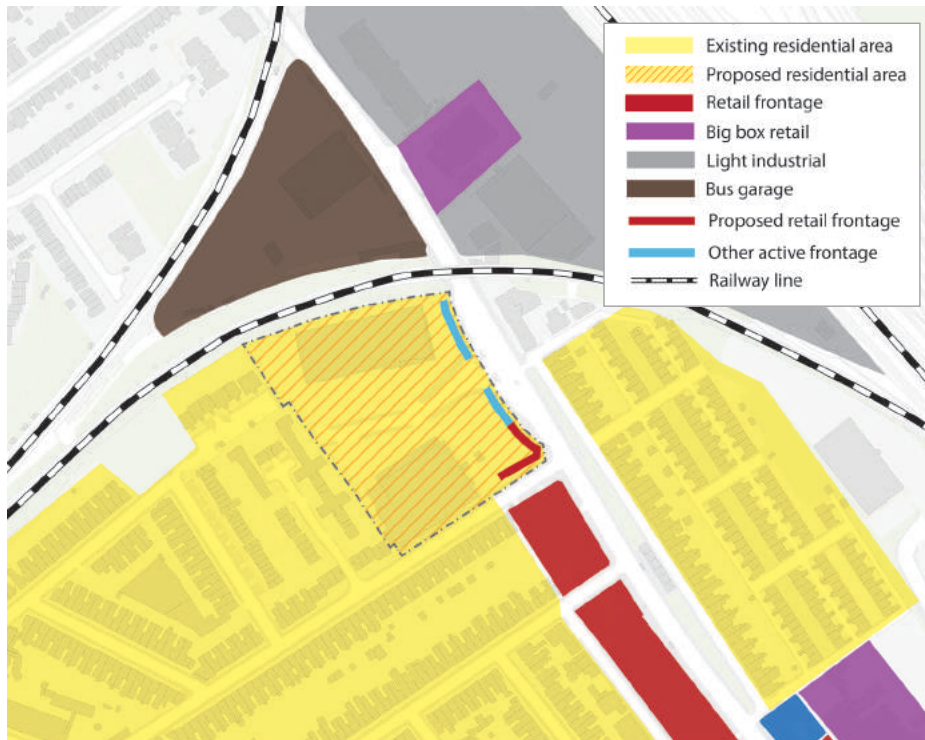 Existing residential area
Proposed residential area
Retail frontage
Big box retail
Light industrial
Bus garage
Proposed retail frontage
Other active frontage
Railway line